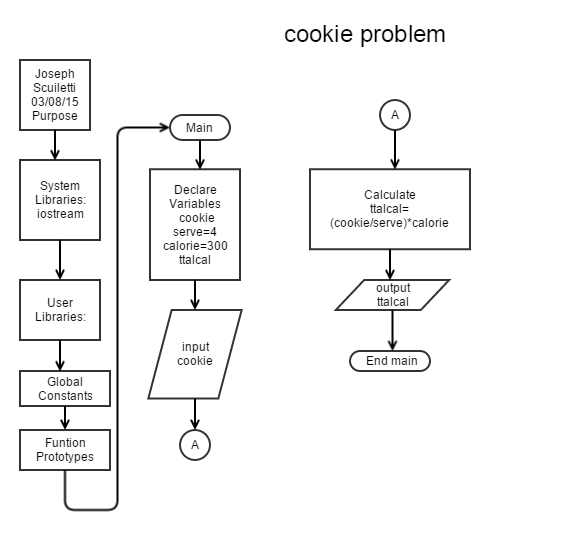 cookie problem
Joseph
Scuiletti
03/08/15
Purpose
System
Libraries:
iostream
User
Libraries:
Global
Constants
Funtion
Prototypes
Main
Declare
Variables
cookie
serve=4
calorie=300
ttalcal
input
cookie
A
A
Calculate
ttalcal=
(cookie/serve)*calorie
output
ttalcal
End main